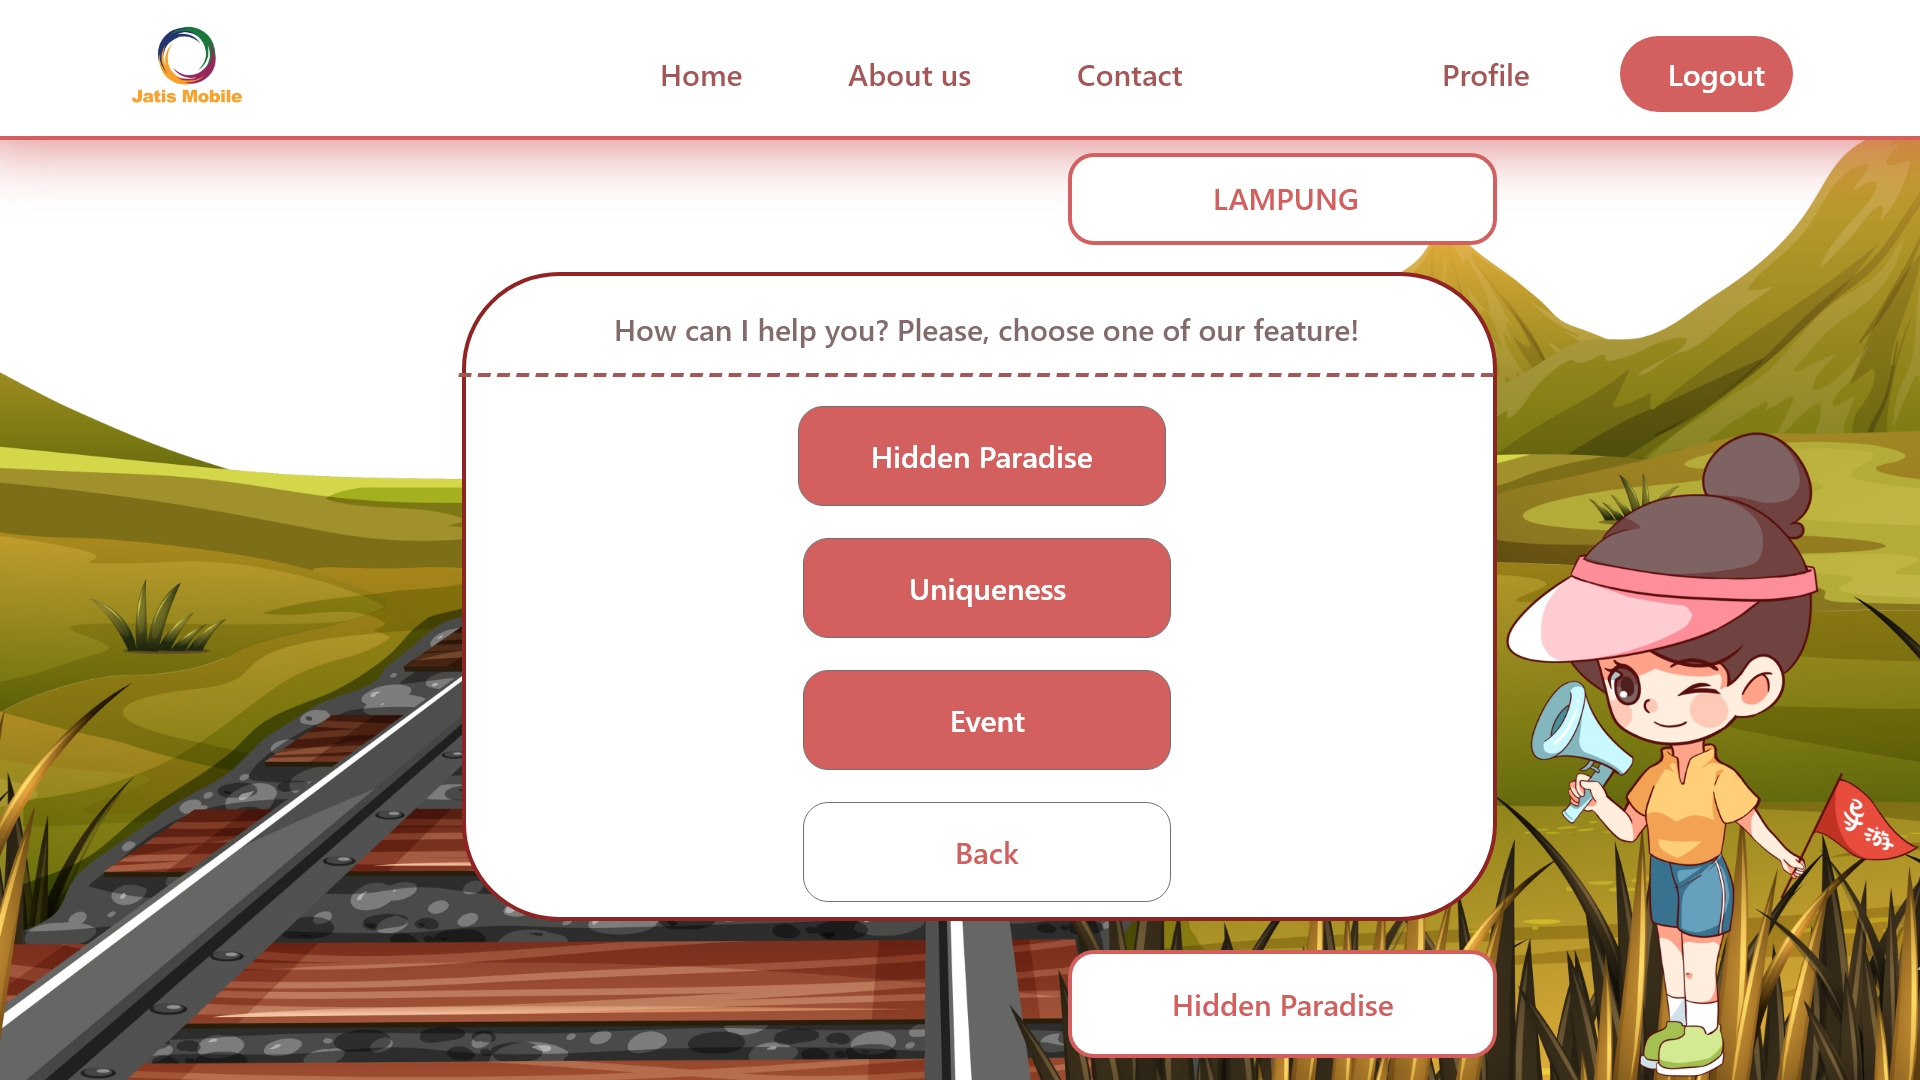 Jatis Mobile
Home
About us
Contact
Profile
Logout
LAMPUNG
How can I help you? Please, choose one of our feature!
Hidden Paradise
Uniqueness
Event
Back
Hidden Paradise
游